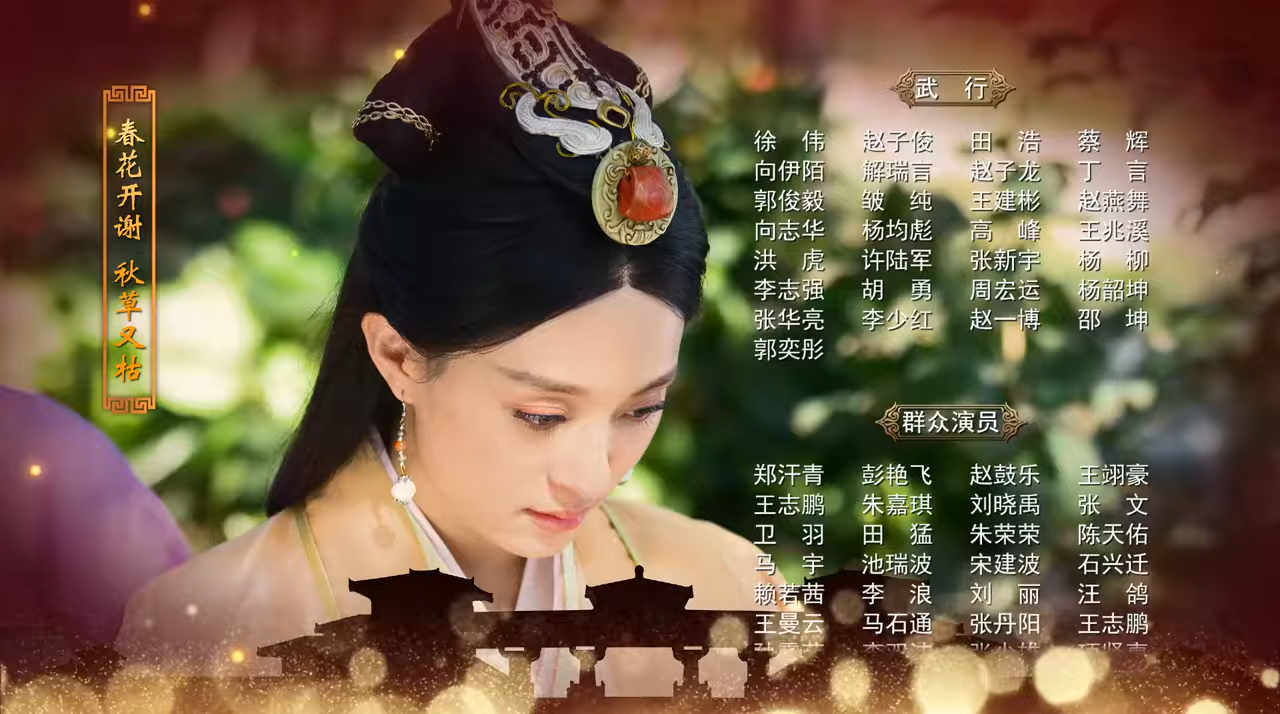 春花开谢 秋草又枯
武 行
徐 伟 赵子俊 田 浩 蔡 辉
向伊陌 解瑞言 赵子龙 丁 言
郭俊毅 皱 纯 王建彬 赵燕舞
向志华 杨均彪 高 峰 王兆溪
洪 虎 许陆军 张新宇 杨 柳
李志强 胡 勇 周宏运 杨韶坤
张华亮 李少红 赵一博 邵 坤
郭奕彤
群众演员
郑汗青 彭艳飞 赵鼓乐 王翊豪
王志鹏 朱嘉琪 刘晓禹 张 文
卫 羽 田 猛 朱荣荣 陈天佑
马 宇 池瑞波 宋建波 石兴迁
赖若茜 李 浪 刘 丽 汪 鸽
王曼云 马石通 张丹阳 王志鹏